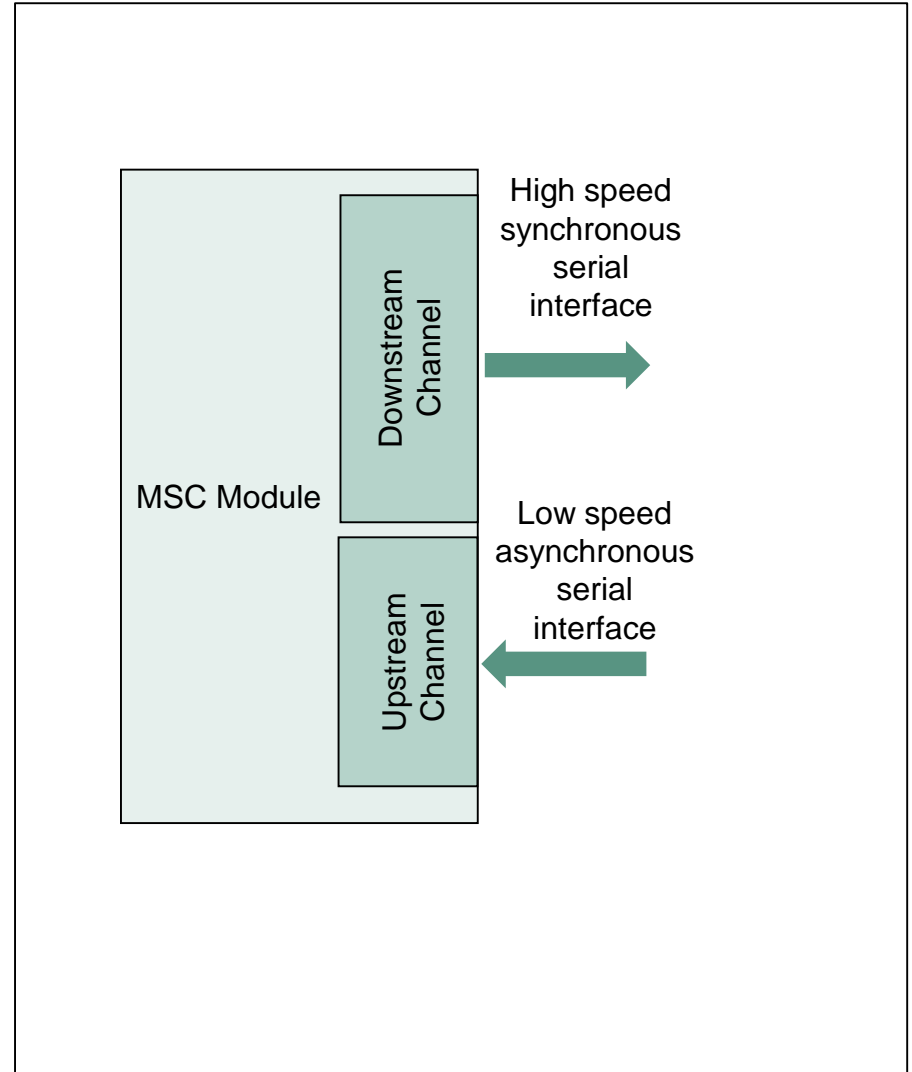 High speed
synchronous
serial
interface
Downstream
Channel
MSC Module
Low speed
asynchronous
serial
interface
Upstream
Channel